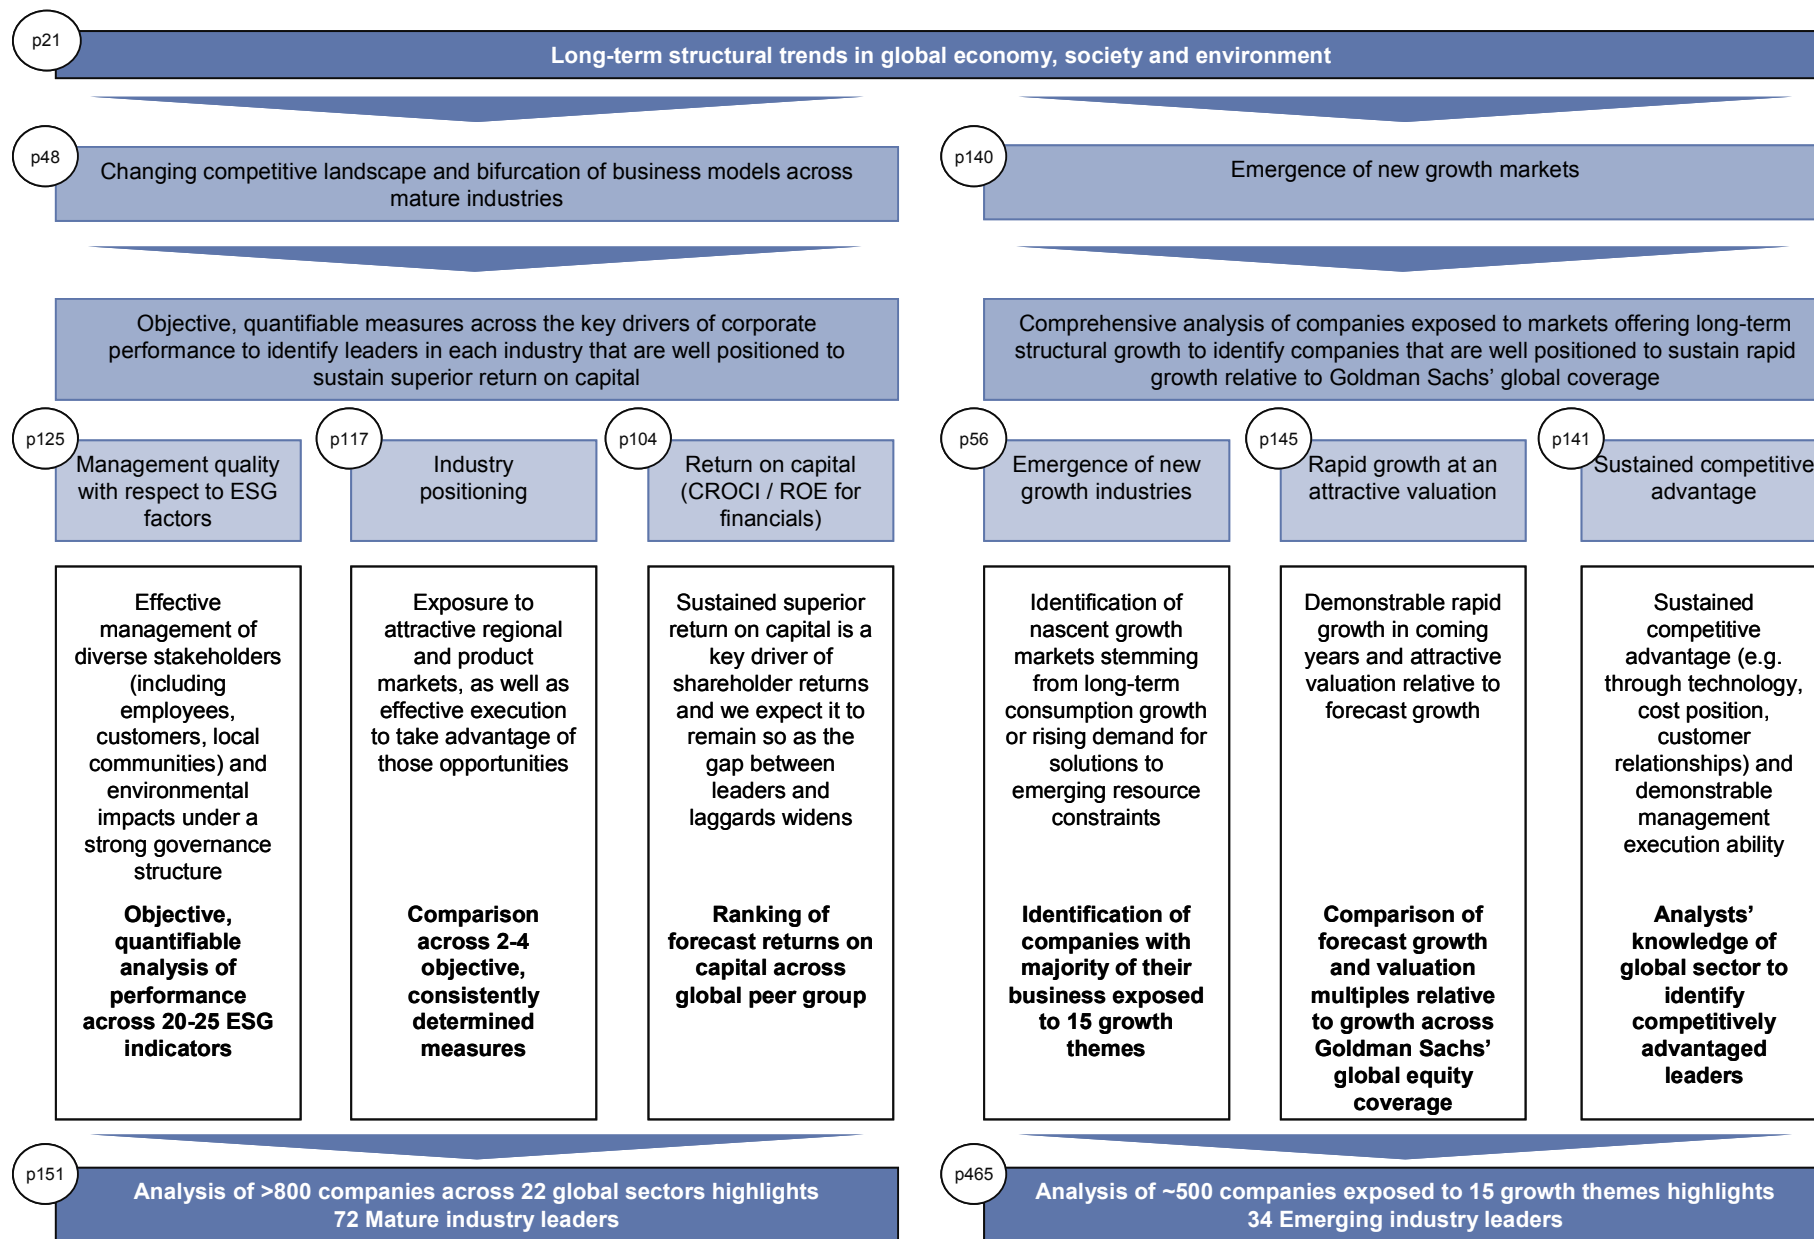 p21
Long-term structural trends in global economy, society and environment
p48
Changing competitive landscape and bifurcation of business models across
mature industries
p140
Emergence of new growth markets
Objective, quantifiable measures across the key drivers of corporate
performance to identify leaders in each industry that are well positioned to
sustain superior return on capital
Comprehensive analysis of companies exposed to markets offering long-term
structural growth to identify companies that are well positioned to sustain rapid
growth relative to Goldman Sachs’ global coverage
p125
Management quality
with respect to ESG
factors
p117
Industry
positioning
p104
Return on capital
(CROCI / ROE for
financials)
p56
Emergence of new
growth industries
p145
Rapid growth at an
attractive valuation
p141
Sustained competitive
advantage
Effective
management of
diverse stakeholders
(including
employees,
customers, local
communities) and
environmental
impacts under a
strong governance
structure
Objective,
quantifiable
analysis of
performance
across 20-25 ESG
indicators
Exposure to
attractive regional
and product
markets, as well as
effective execution
to take advantage of
those opportunities
Comparison
across 2-4
objective,
consistently
determined
measures
Sustained superior
return on capital is a
key driver of
shareholder returns
and we expect it to
remain so as the
gap between
leaders and
laggards widens
Ranking of
forecast returns on
capital across
global peer group
Identification of
nascent growth
markets stemming
from long-term
consumption growth
or rising demand for
solutions to
emerging resource
constraints
Identification of
companies with
majority of their
business exposed
to 15 growth
themes
Demonstrable rapid
growth in coming
years and attractive
valuation relative to
forecast growth
Comparison of
forecast growth
and valuation
multiples relative
to growth across
Goldman Sachs’
global equity
coverage
Sustained
competitive
advantage (e.g.
through technology,
cost position,
customer
relationships) and
demonstrable
management
execution ability
Analysts’
knowledge of
global sector to
identify
competitively
advantaged
leaders
p151
Analysis of >800 companies across 22 global sectors highlights
72 Mature industry leaders
p465
Analysis of ~500 companies exposed to 15 growth themes highlights
34 Emerging industry leaders